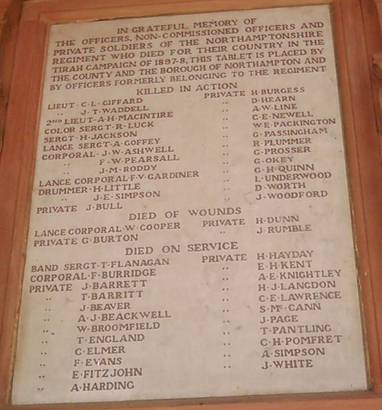 IN GRATEFUL MEMORY OF
THE OFFICERS, NON-COMMISSIONED OFFICERS AND
PRIVATE SOLDIERS OF THE NORTHAMPTONSHIRE
REGIMENT WHO DIED FOR THEIR COUNTRY IN THE
TIRAH CAMPAIGN OF 1897-8, THIS TABLET IS PLACED BY
THE COUNTY AND THE BOROUGH OF NORTHAMPTON AND
BY OFFICERS FORMERLY BELONGING TO THE REGIMENT
KILLED IN ACTION
LIEUT·C·L·GIFFARD
,, J·T·WADDELL
2ND LIEUT·A·H·MACINTIRE
COLOR SERGT·R·LUCK
SERGT·H·JACKSON
LANCE SERGT·A·GOFFEY
CORPORAL·J·W·ASHWELL
,, F·W·PEARSALL
,, J·M·RODDY
LANCE CORPORAL·F·V·GARDINER
DRUMMER·H·LITTLE
,, J·E·SIMPSON
PRIVATE J·BULL
PRIVATE H·BURGESS
,, D·HEARN
,, A·W·LINE
,, C·E·NEWELL
,, W·E·PACKINGTON
,, G·PASSINGHAM
,, R·PLUMMER
,, G·PROSSER
,, G·OKEY
,, G·H·QUINN
,, L·UNDERWOOD
,, D·WORTH
,, J·WOODFORD
DIED OF WOUNDS
LANCE CORPORAL·W·COOPER
PRIVATE G·BURTON
PRIVATE H·DUNN
,, J·RUMBLE
DIED ON SERVICE
BAND SERGT·T·FLANAGAN
CORPORAL·F·BURRIDGE
PRIVATE J·BARRETT
,, T·BARRITT
,, J·BEAVER
,, A·J·BEACKWELL
,, W·BROOMFIELD
,, T·ENGLAND
,, C·ELMER
,, F·EVANS
,, E·FITZJOHN
,, A·HARDING
PRIVATE H·HAYDAY
,, E·H·KENT
,, A·E·KNIGHTLEY
,, H·J·LANGDON
,, C·E·LAWRENCE
,, S·MC·CANN
,, J·PAGE
,, T·PANTLING
,, C·H·POMFRET
,, A·SIMPSON
,, J·WHITE